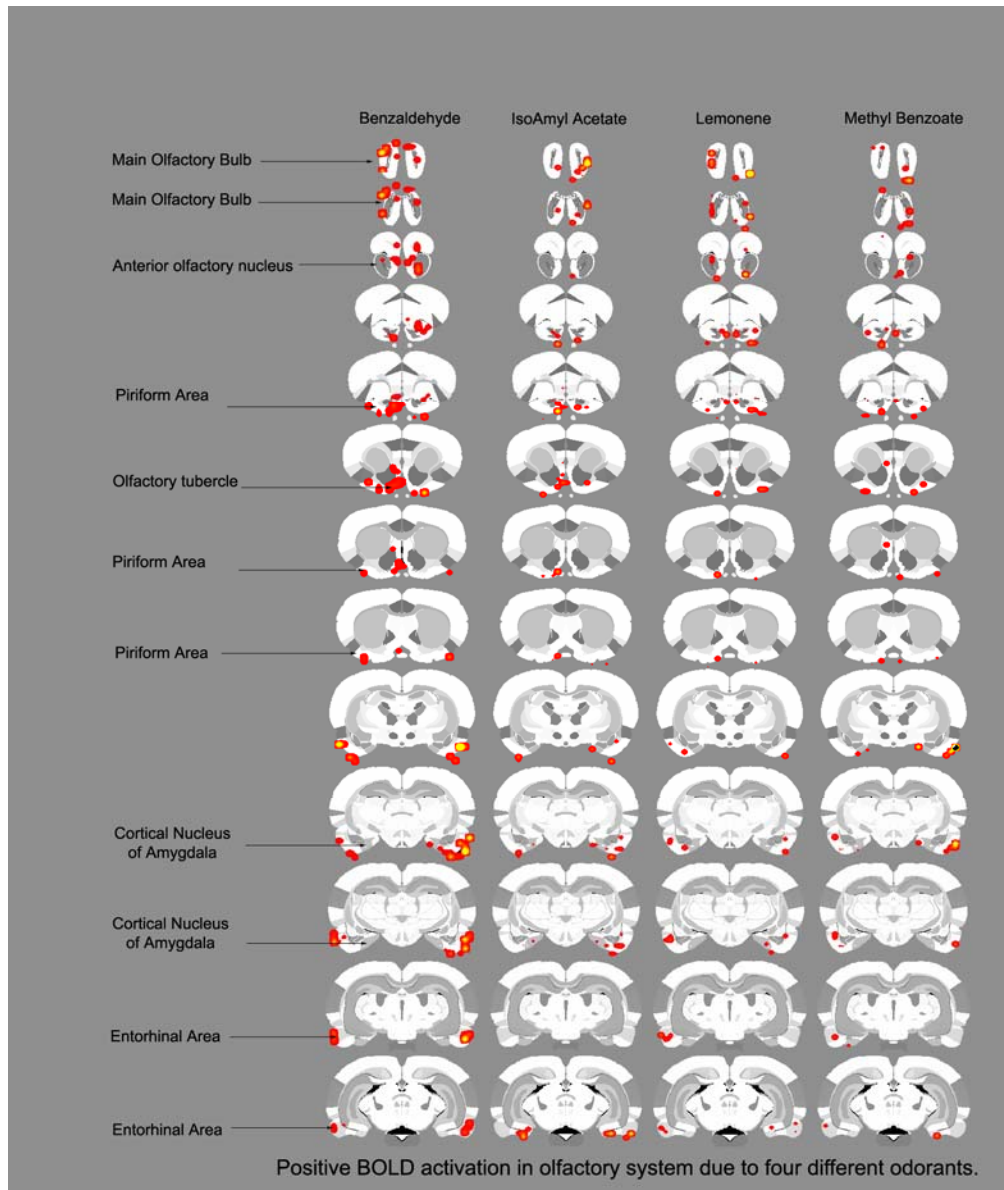 Benzaldehyde IsoAmyl Acetate Lemonene Methyl Benzoate
Main Olfactory Bulb
Main Olfactory Bulb
Anterior olfactory nucleus
Piriform Area
Olfactory tubercle
Piriform Area
Piriform Area
Cortical Nucleus
of Amygdala
Cortical Nucleus
of Amygdala
Entorhinal Area
Entorhinal Area
Positive BOLD activation in olfactory system due to four different odorants.